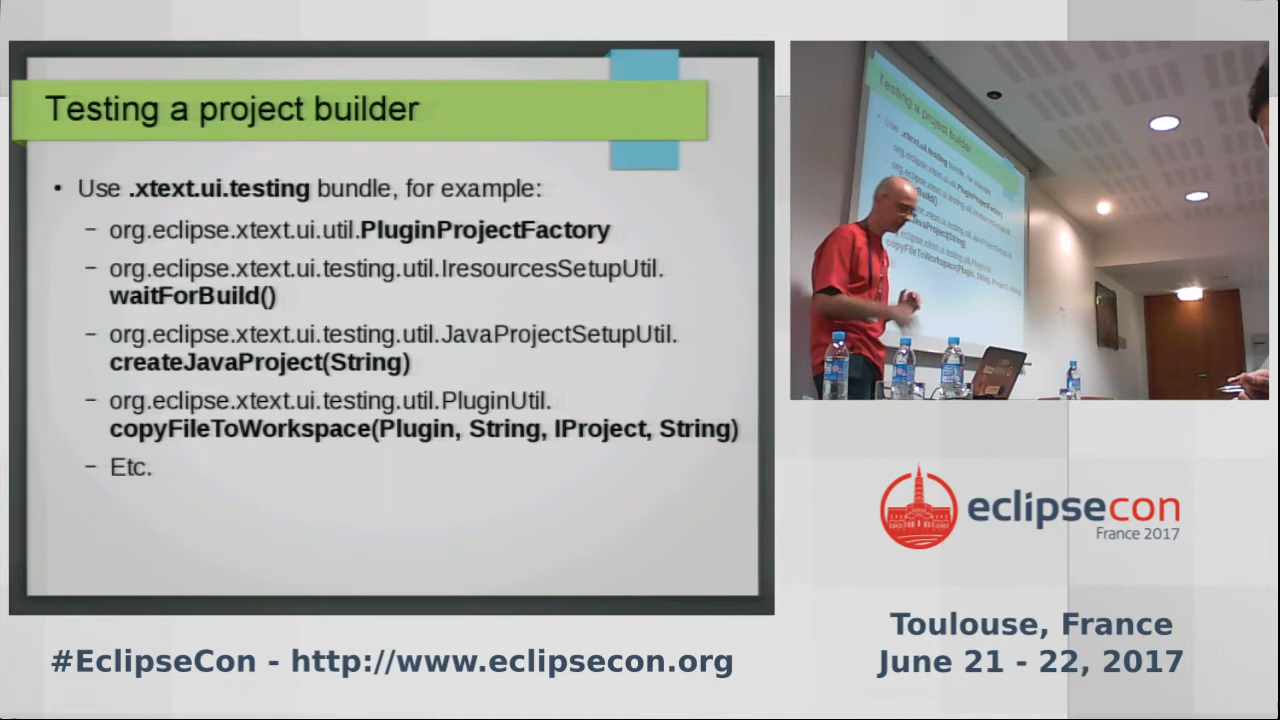 Testing a project builder
• Use .xtext.ui.testing bundle, for example:
– org.eclipse.xtext.ui.util.PluginProjectFactory
– org.eclipse.xtext.ui.testing.util.IresourcesSetupUtil.
waitForBuild()
– org.eclipse.xtext.ui.testing.util.JavaProjectSetupUtil.
createJavaProject(String)
– org.eclipse.xtext.ui.testing.util.PluginUtil.
copyFileToWorkspace(Plugin, String, IProject, String)
– Etc.
Testing a project builder
eclipsecon
France 2017
#EclipseCon - http://www.eclipsecon.org
Toulouse, France
June 21 - 22, 2017